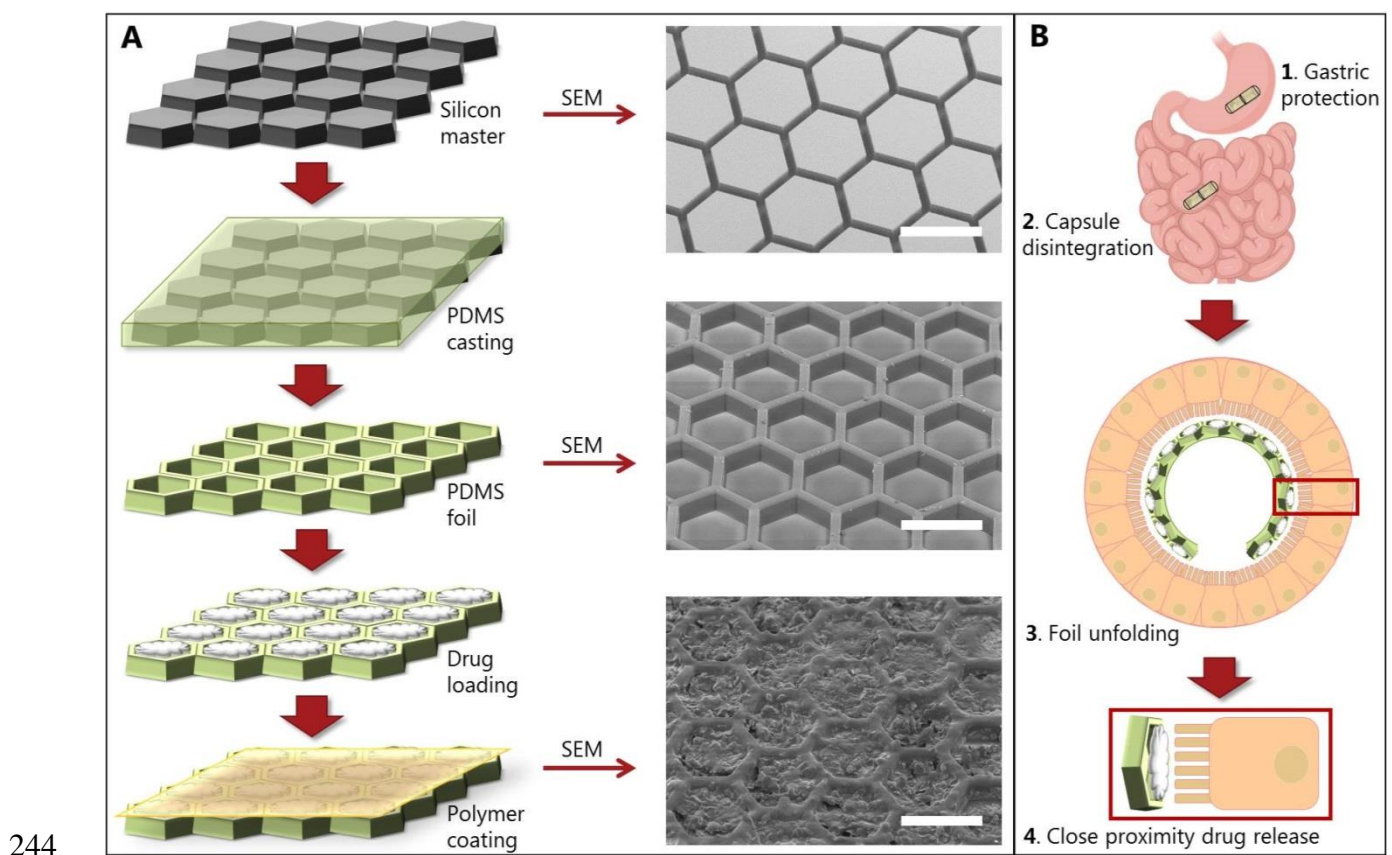 A
Silicon
master
SEM
PDMS
casting
PDMS
foil
SEM
Drug
loading
Polymer
coating
SEM
B
1. Gastric
protection
2. Capsule
disintegration
3. Foil unfolding
4. Close proximity drug release
244